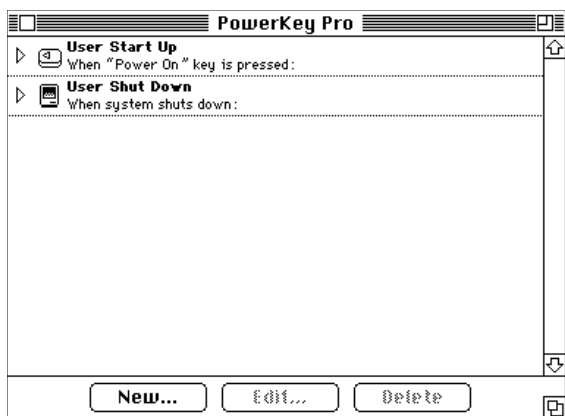 PowerKey Pro
User Start Up
When "Power On" key is pressed:
User Shut Down
When system shuts down:
New... Edit... Delete